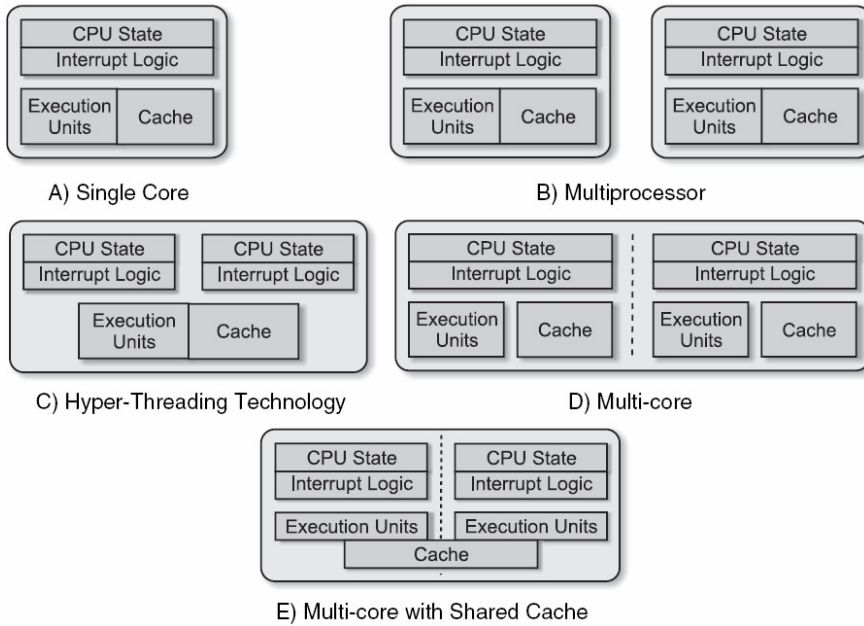 CPU State
Interrupt Logic
Execution
Units
Cache
A) Single Core
CPU State
Interrupt Logic
Execution
Units
Cache
CPU State
Interrupt Logic
Execution
Units
Cache
B) Multiprocessor
CPU State
Interrupt Logic
CPU State
Interrupt Logic
Execution
Units
Cache
C) Hyper-Threading Technology
CPU State
Interrupt Logic
Execution
Units
Cache
CPU State
Interrupt Logic
Execution
Units
Cache
D) Multi-core
CPU State
Interrupt Logic
CPU State
Interrupt Logic
Execution Units
Execution Units
Cache
E) Multi-core with Shared Cache